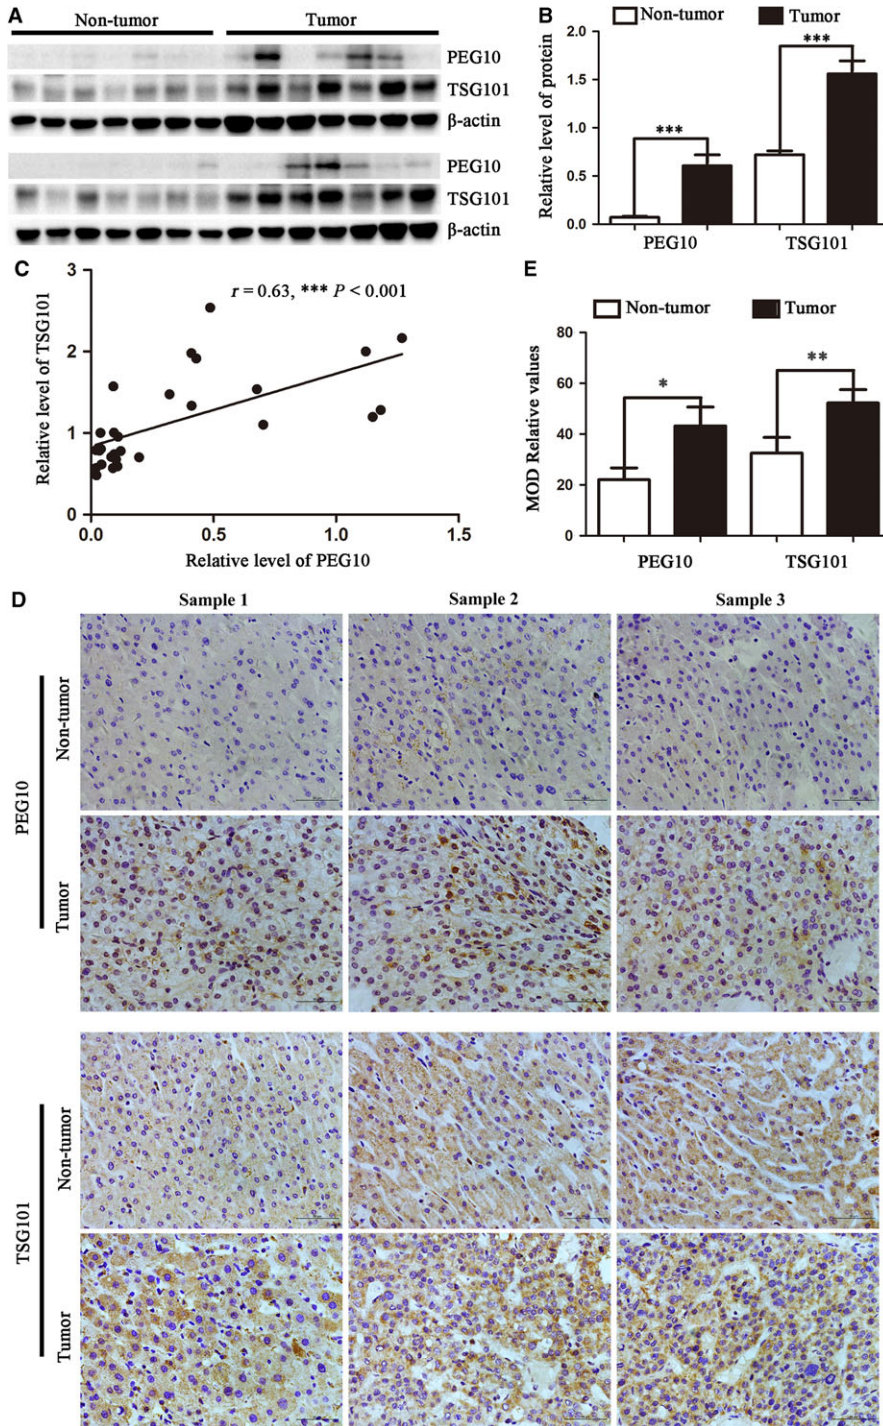 A
Non-tumor
Tumor
PEG10
TSG101
β-actin
PEG10
TSG101
β-actin
B
Non-tumor
Tumor
Relative level of protein
2.0
1.5
1.0
0.5
0.0
***
***
PEG10
TSG101
C
Relative level of TSG101
3
2
1
0
r = 0.63, *** P < 0.001
0.0
0.5
1.0
1.5
Relative level of PEG10
E
Non-tumor
Tumor
MOD Relative values
80
60
40
20
0
*
**
PEG10
TSG101
D
Sample 1
Sample 2
Sample 3
PEG10
Non-tumor
Tumor
TSG101
Non-tumor
Tumor